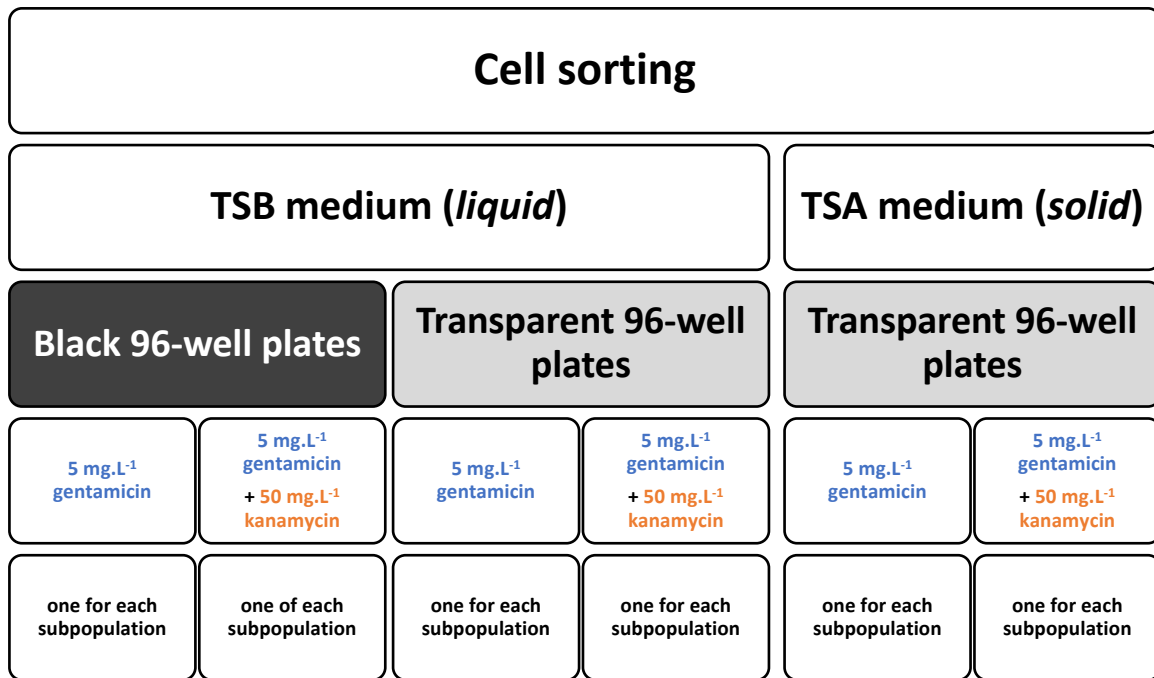 Cell sorting
TSB medium (liquid)
TSA medium (solid)
Black 96-well plates
Transparent 96-well
plates
Transparent 96-well
plates
5 mg.L⁻¹
gentamicin
5 mg.L⁻¹
gentamicin
+ 50 mg.L⁻¹
kanamycin
5 mg.L⁻¹
gentamicin
5 mg.L⁻¹
gentamicin
+ 50 mg.L⁻¹
kanamycin
5 mg.L⁻¹
gentamicin
5 mg.L⁻¹
gentamicin
+ 50 mg.L⁻¹
kanamycin
one for each
subpopulation
one of each
subpopulation
one for each
subpopulation
one for each
subpopulation
one for each
subpopulation
one for each
subpopulation